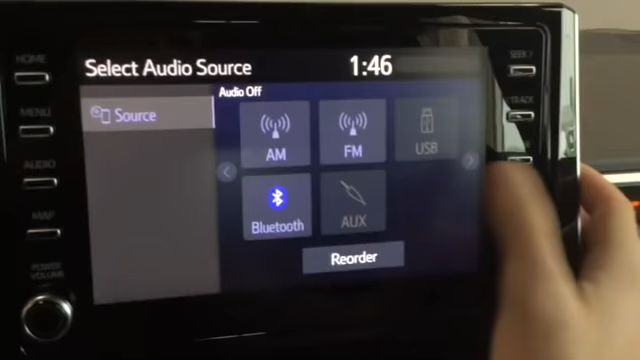 HOME
MENU
AUDIO
MAP
POWER
VOLUME
Select Audio Source
1:46
Source
Audio Off
AM
FM
USB
Bluetooth
AUX
Reorder
SEEK
TRACK